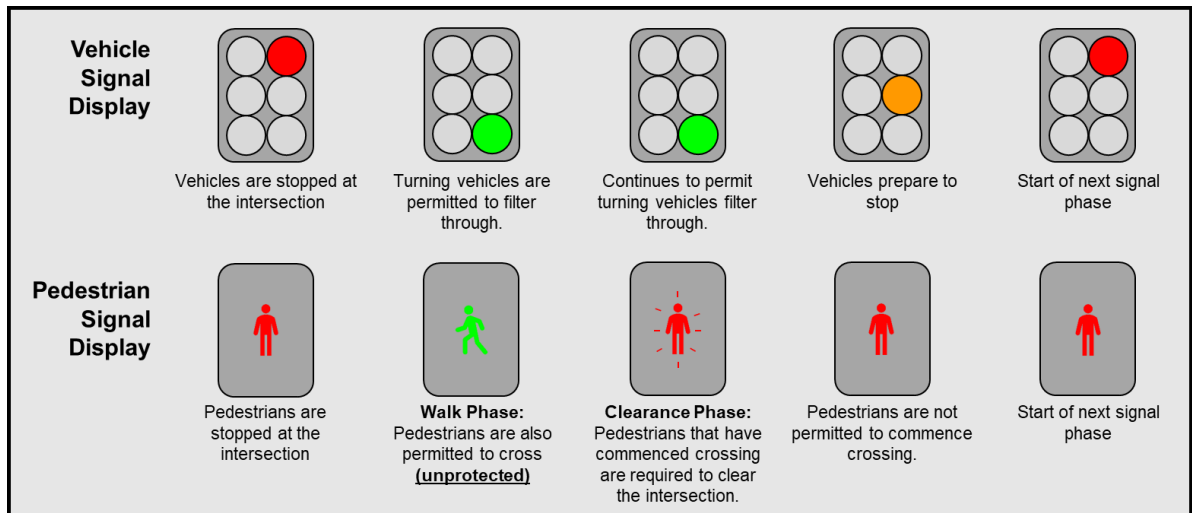 Vehicle
Signal
Display
Vehicles are stopped at
the intersection
Turning vehicles are
permitted to filter
through.
Continues to permit
turning vehicles filter
through.
Vehicles prepare to
stop
Start of next signal
phase
Pedestrian
Signal
Display
Pedestrians are
stopped at the
intersection
Walk Phase:
Pedestrians are also
permitted to cross
(unprotected)
Clearance Phase:
Pedestrians that have
commenced crossing
are required to clear
the intersection.
Pedestrians are not
permitted to commence
crossing.
Start of next signal
phase